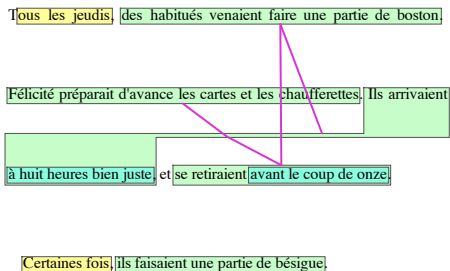 Tous les jeudis, des habitués venaient faire une partie de boston.
Félicité préparait d'avance les cartes et les chaufferettes. Ils arrivaient
à huit heures bien juste, et se retiraient avant le coup de onze.
Certaines fois, ils faisaient une partie de bésigue.